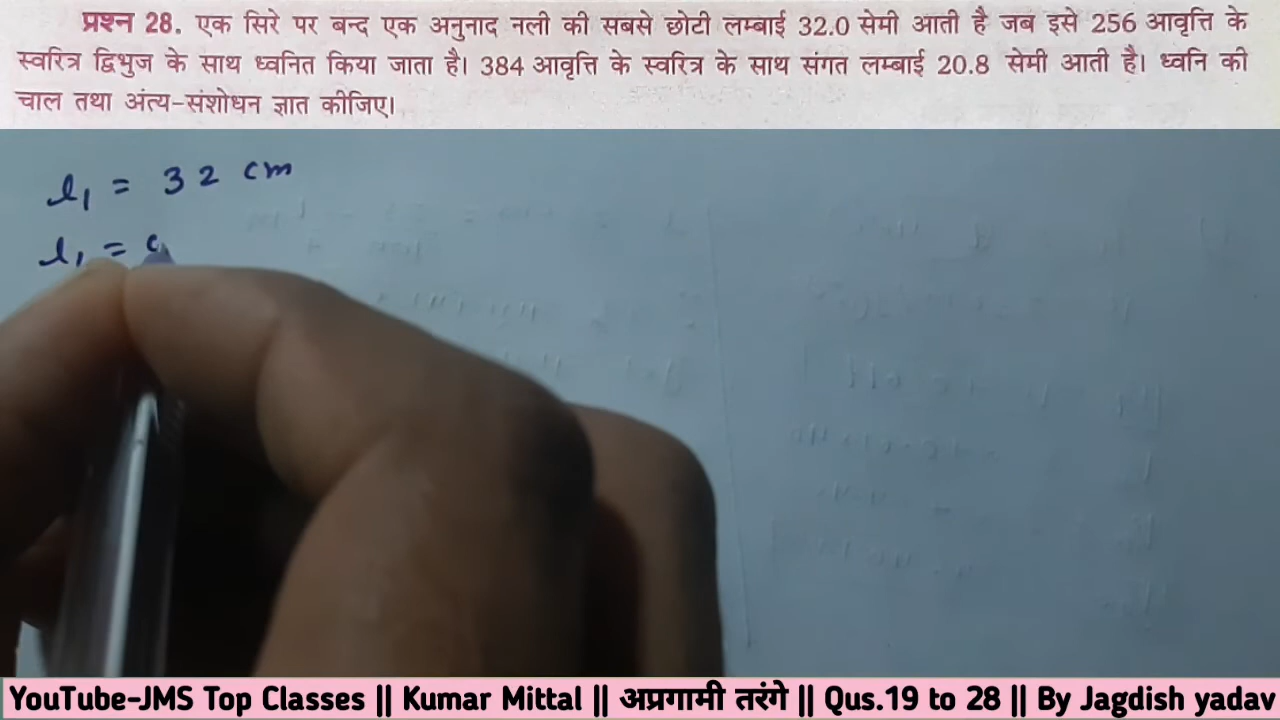 प्रश्न 28. एक सिरे पर बन्द एक अनुनाद नली की सबसे छोटी लम्बाई 32.0 सेमी आती है जब इसे 256 आवृत्ति के
स्वरित्र द्विभुज के साथ ध्वनित किया जाता है। 384 आवृत्ति के स्वरित्र के साथ संगत लम्बाई 20.8 सेमी आती है। ध्वनि की
चाल तथा अंत्य-संशोधन ज्ञात कीजिए।
l₁ = 32 cm
l₁ =
YouTube-JMS Top Classes || Kumar Mittal || अप्रगामी तरंगे || Qus.19 to 28 || By Jagdish yadav